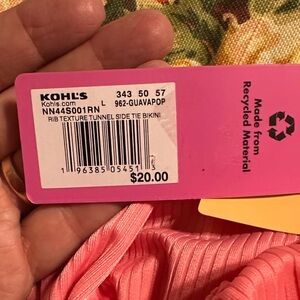 KOHL'S 343 50 57
Kohls.com L 962-GUAVAPOP
NN44S001RN
RIB TEXTURE TUNNEL SIDE TIE BIKINI
1 96385 05451
$20.00
Made from
Recycled Material